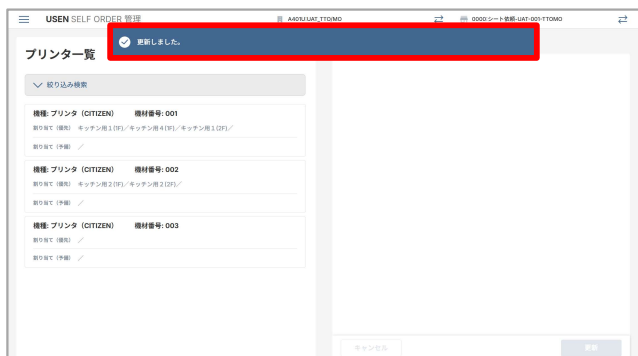 USEN SELF ORDER 管理
A401U:UAT_TTO/MO
0000:シート依頼-UAT-001-TTOMO
更新しました。
プリンタ一覧
絞り込み検索
機種: プリンタ（CITIZEN） 機材番号: 001
割り当て（優先） キッチン用1(1F)／キッチン用4(1F)／キッチン用1(2F)／
割り当て（予備） ／
機種: プリンタ（CITIZEN） 機材番号: 002
割り当て（優先） キッチン用2(1F)／キッチン用2(2F)／
割り当て（予備） ／
機種: プリンタ（CITIZEN） 機材番号: 003
割り当て（優先） ／
割り当て（予備） ／
キャンセル
更新